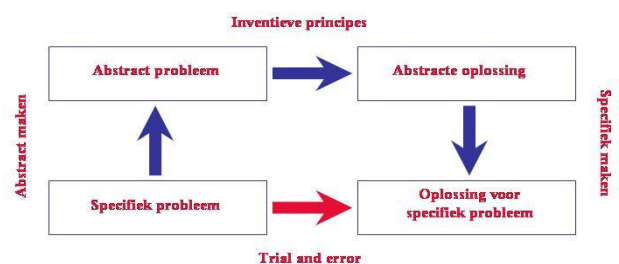 Inventieve principes
Abstract probleem
Abstracte oplossing
Abstract maken
Specifiek maken
Specifiek probleem
Oplossing voor
specifiek probleem
Trial and error